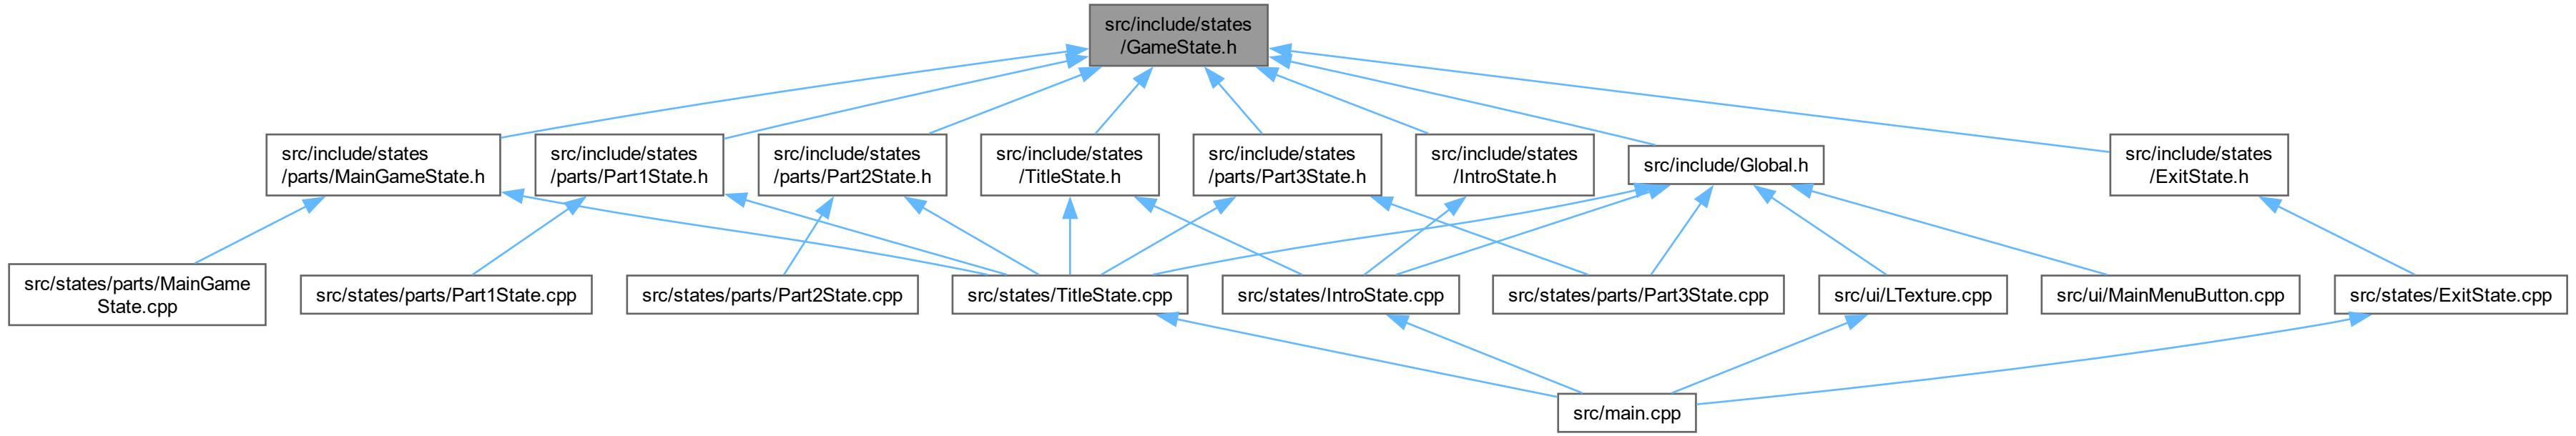 src/include/states
/GameState.h
src/include/states
/parts/MainGameState.h
src/include/states
/parts/Part1State.h
src/include/states
/parts/Part2State.h
src/include/states
/TitleState.h
src/include/states
/parts/Part3State.h
src/include/states
/IntroState.h
src/include/Global.h
src/include/states
/ExitState.h
src/states/parts/MainGame
State.cpp
src/states/parts/Part1State.cpp
src/states/parts/Part2State.cpp
src/states/TitleState.cpp
src/states/IntroState.cpp
src/states/parts/Part3State.cpp
src/ui/LTexture.cpp
src/ui/MainMenuButton.cpp
src/states/ExitState.cpp
src/main.cpp